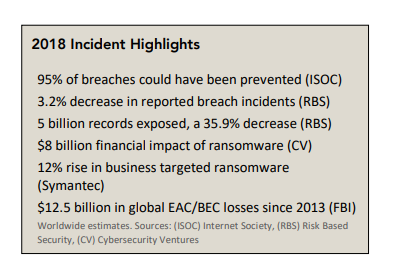 2018 Incident Highlights
95% of breaches could have been prevented (ISOC)
3.2% decrease in reported breach incidents (RBS)
5 billion records exposed, a 35.9% decrease (RBS)
$8 billion financial impact of ransomware (CV)
12% rise in business targeted ransomware
(Symantec)
$12.5 billion in global EAC/BEC losses since 2013 (FBI)
Worldwide estimates. Sources: (ISOC) Internet Society, (RBS) Risk Based
Security, (CV) Cybersecurity Ventures